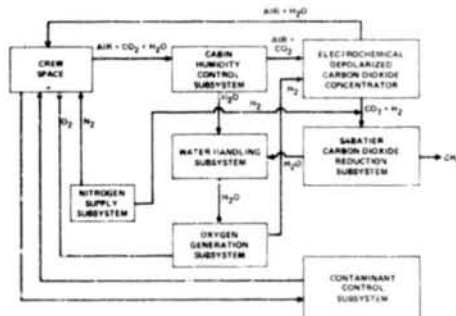 AIR + H2O
CREW
SPACE
AIR + CO2 + H2O
CABIN
HUMIDITY
CONTROL
SUBSYSTEM
AIR +
CO2
ELECTROCHEMICAL
DEPOLARIZED
CARBON DIOXIDE
CONCENTRATOR
H2O
H2
H2
CO2 + H2
O2
N2
WATER HANDLING
SUBSYSTEM
H2O
SABATIER
CARBON DIOXIDE
REDUCTION
SUBSYSTEM
NITROGEN
SUPPLY
SUBSYSTEM
H2O
OXYGEN
GENERATION
SUBSYSTEM
CONTAMINANT
CONTROL
SUBSYSTEM